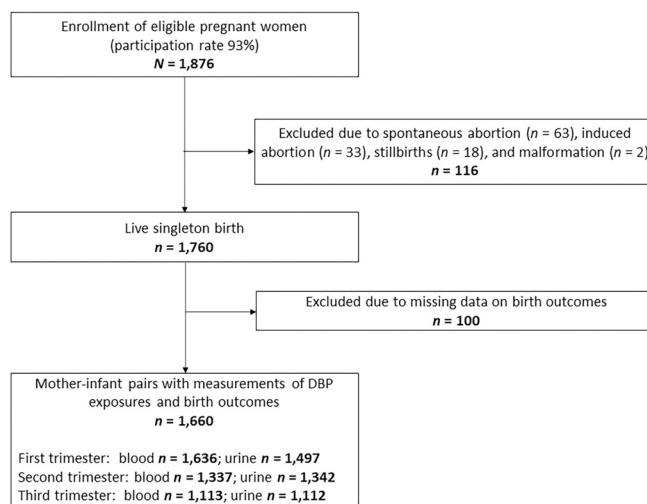 Enrollment of eligible pregnant women
(participation rate 93%)
N = 1,876
Excluded due to spontaneous abortion (n = 63), induced
abortion (n = 33), stillbirths (n = 18), and malformation (n = 2)
n = 116
Live singleton birth
n = 1,760
Excluded due to missing data on birth outcomes
n = 100
Mother-infant pairs with measurements of DBP
exposures and birth outcomes
n = 1,660
First trimester: blood n = 1,636; urine n = 1,497
Second trimester: blood n = 1,337; urine n = 1,342
Third trimester: blood n = 1,113; urine n = 1,112